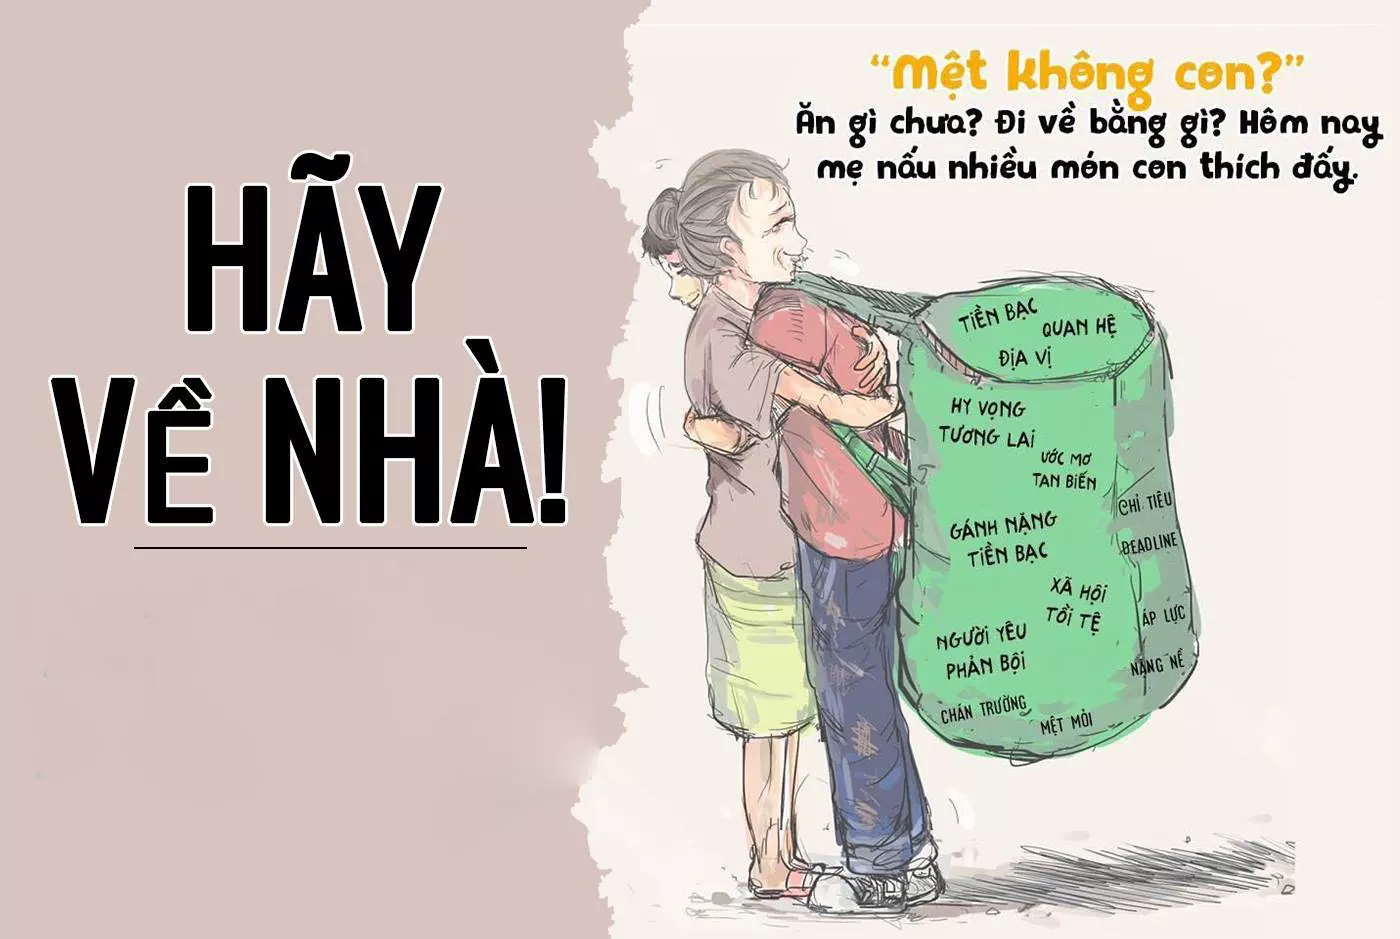 HÃY
VỀ NHÀ!
“Mệt không con?”
Ăn gì chưa? Đi về bằng gì? Hôm nay
mẹ nấu nhiều món con thích đấy.
TIỀN BẠC
QUAN HỆ
ĐỊA VỊ
HY VỌNG
TƯƠNG LAI
ƯỚC MƠ
TAN BIẾN
CHỈ TIÊU
GÁNH NẶNG
TIỀN BẠC
DEADLINE
XÃ HỘI
TỒI TỆ
ÁP LỰC
NGƯỜI YÊU
PHẢN BỘI
NẶNG NỀ
CHÁN TRƯỜNG
MỆT MỎI